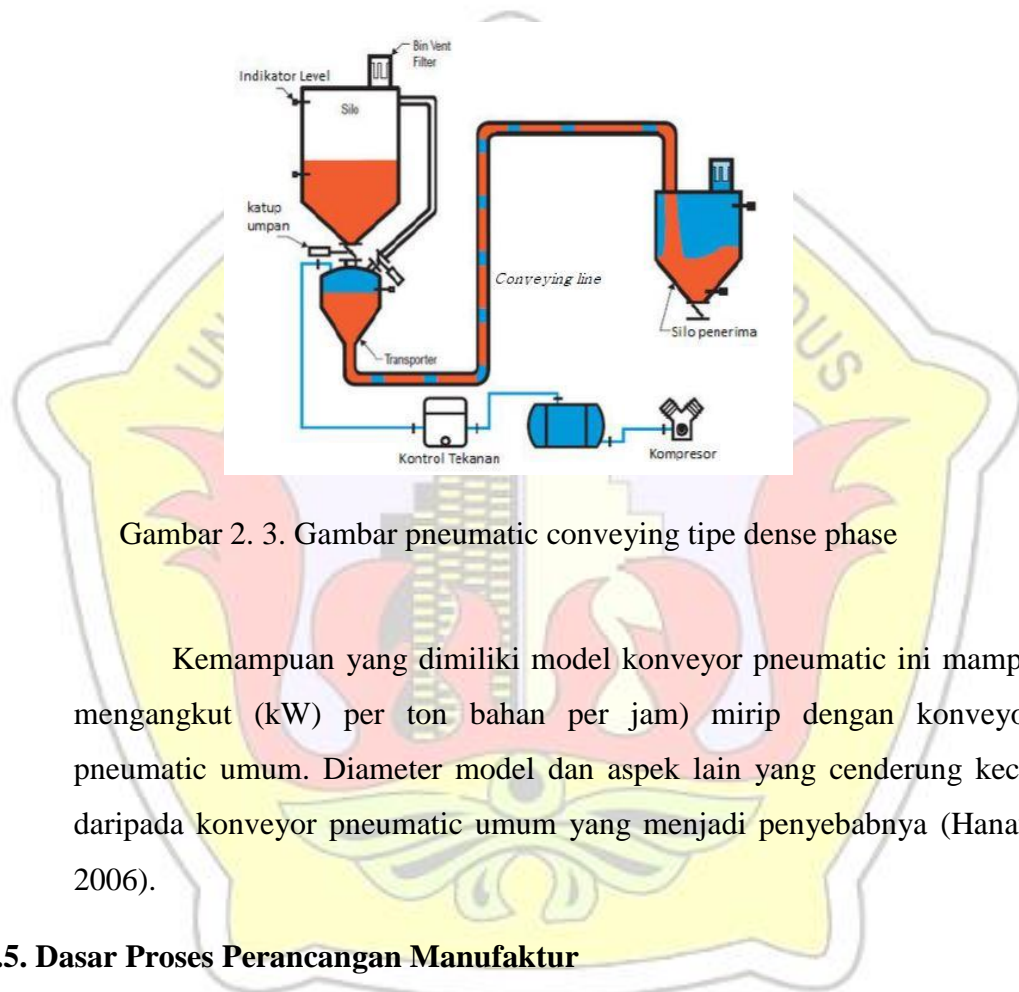 Bin Vent
Filter
Indikator Level
Silo
katup
umpan
Conveying line
Silo penerima
Transporter
Kontrol Tekanan
Kompresor
Gambar 2. 3. Gambar pneumatic conveying tipe dense phase
Kemampuan yang dimiliki model konveyor pneumatic ini mamp
mengangkut (kW) per ton bahan per jam) mirip dengan konveyo
pneumatic umum. Diameter model dan aspek lain yang cenderung kec
daripada konveyor pneumatic umum yang menjadi penyebabnya (Hana
2006).
.5. Dasar Proses Perancangan Manufaktur